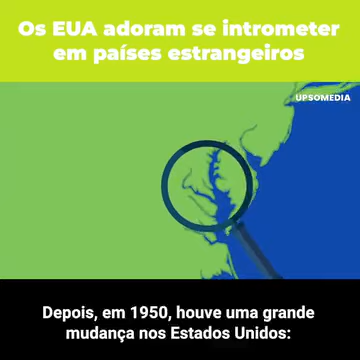 Os EUA adoram se intrometer
em países estrangeiros
UPSOMEDIA
Depois, em 1950, houve uma grande
mudança nos Estados Unidos: